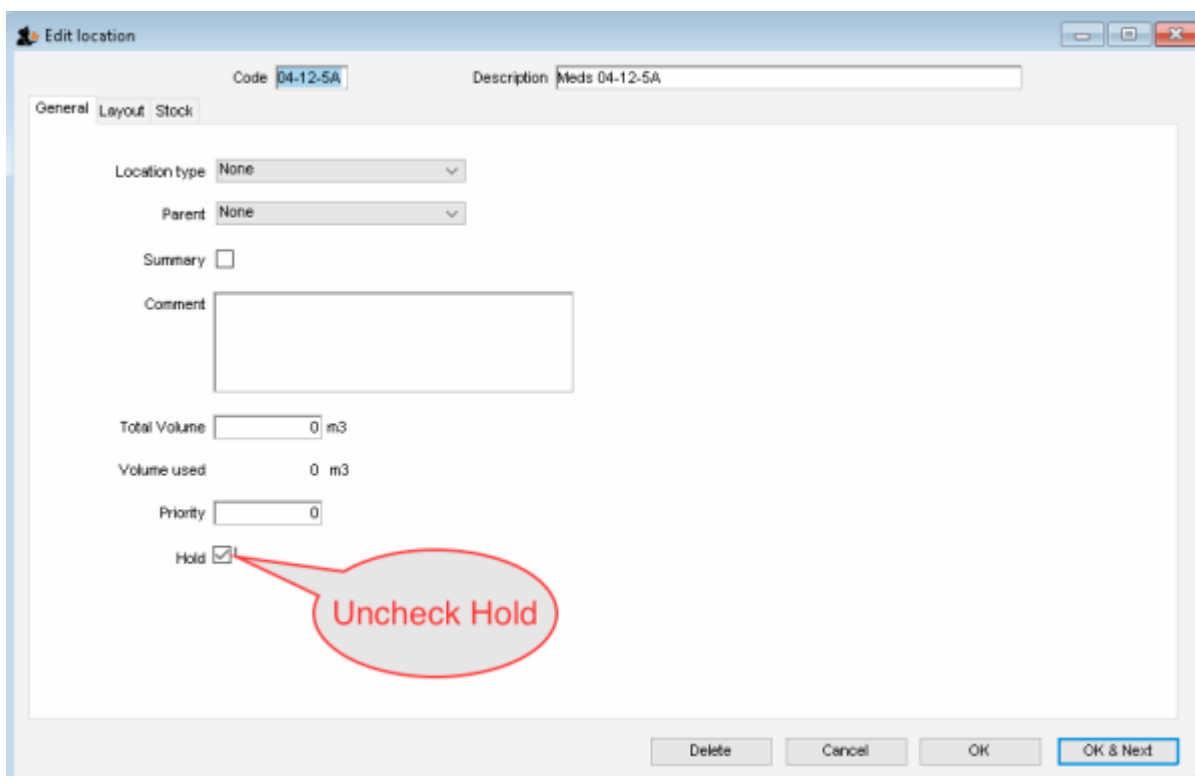 Edit location
Code 04-12-5A Description Meds 04-12-5A
General Layout Stock
Location type None
Parent None
Summary
Comment
Total Volume 0 m3
Volume used 0 m3
Priority 0
Hold
Uncheck Hold
Delete Cancel OK OK & Next